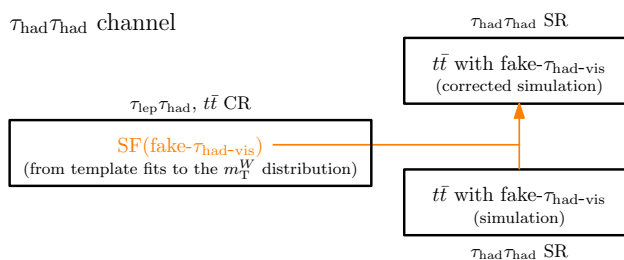 τhadτhad channel
τhadτhad SR
tt̄ with fake-τhad-vis
(corrected simulation)
τlepτhad, tt̄ CR
SF(fake-τhad-vis)
(from template fits to the m_T^W distribution)
tt̄ with fake-τhad-vis
(simulation)
τhadτhad SR